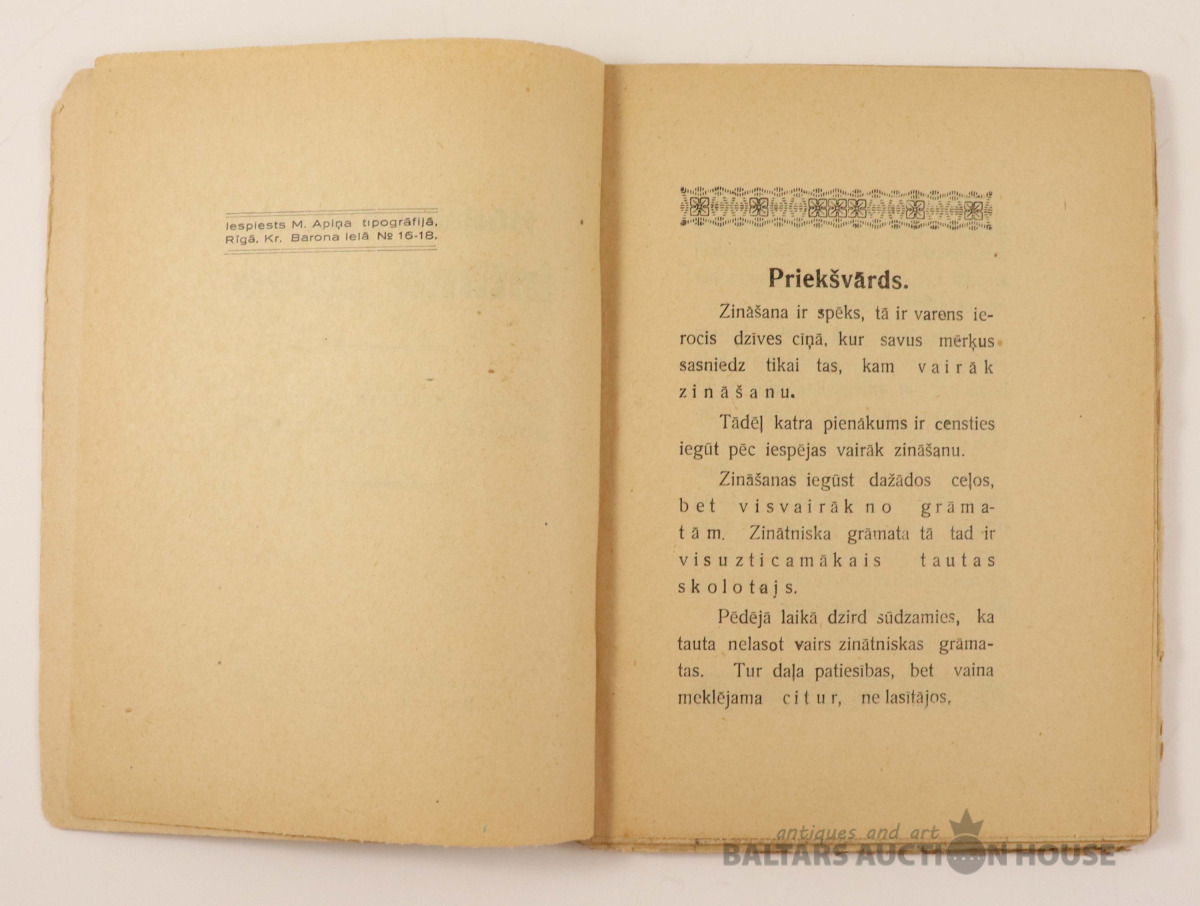 Iespiests M. Apiņa tipogrāfijā,
Rīgā, Kr. Barona ielā № 16-18.
Priekšvārds.
Zināšana ir spēks, tā ir varens ie-
rocis dzīves cīņā, kur savus mērķus
sasniedz tikai tas, kam vairāk
zināšanu.
Tādēļ katra pienākums ir censties
iegūt pēc iespējas vairāk zināšanu.
Zināšanas iegūst dažādos ceļos,
bet visvairāk no grāma-
tām. Zinātniska grāmata tā tad ir
visuzticamākais tautas
skolotajs.
Pēdējā laikā dzird sūdzamies, ka
tauta nelasot vairs zinātniskas grāma-
tas. Tur daļa patiesības, bet vaina
meklējama citur, ne lasītājos.
antiques and art
BALTARS AUCTION HOUSE